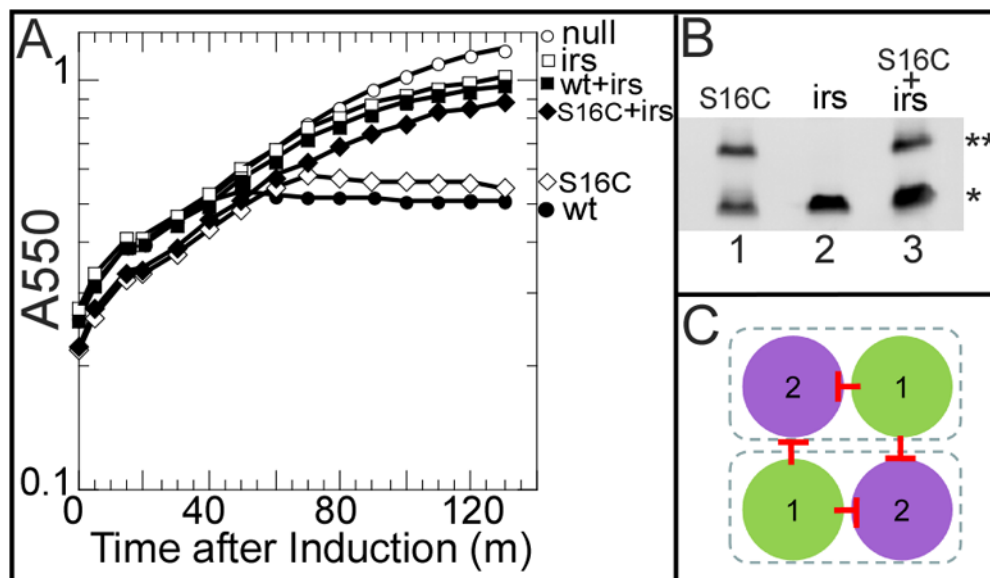 A
A550
1
0.1
0
40
80
120
Time after Induction (m)
null
irs
wt+irs
S16C+irs
S16C
wt
B
S16C
irs
S16C
+
irs
**
*
1 2 3
C
2 1
1 2